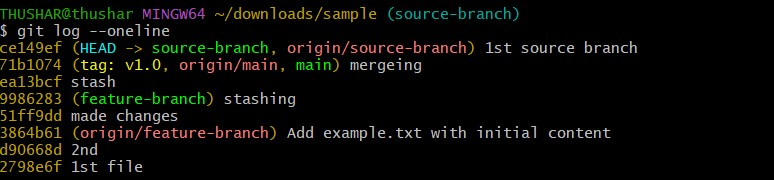 THUSHAR@thushar MINGW64 ~/downloads/sample (source-branch)
$ git log --oneline
ce149ef (HEAD -> source-branch, origin/source-branch) 1st source branch
71b1074 (tag: v1.0, origin/main, main) mergeing
ea13bcf stash
9986283 (feature-branch) stashing
51ff9dd made changes
3864b61 (origin/feature-branch) Add example.txt with initial content
d90668d 2nd
2798e6f 1st file